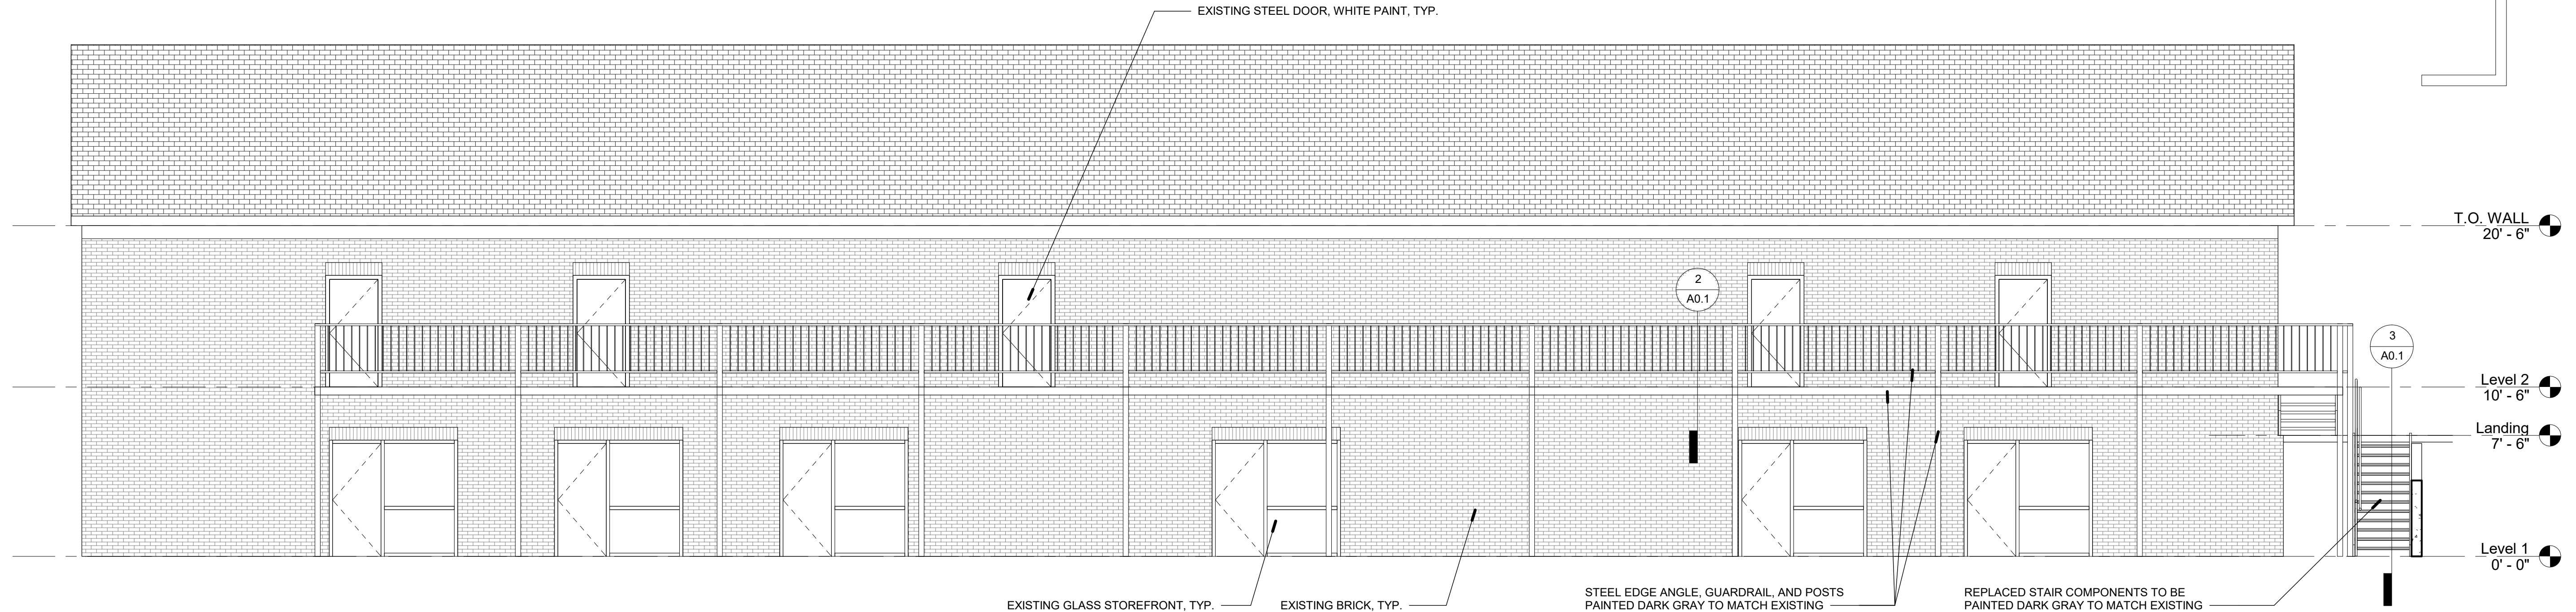 EXISTING STEEL DOOR, WHITE PAINT, TYP.
T.O. WALL
20' - 6"
2
A0.1
3
A0.1
Level 2
10' - 6"
Landing
7' - 6"
Level 1
0' - 0"
EXISTING GLASS STOREFRONT, TYP.
EXISTING BRICK, TYP.
STEEL EDGE ANGLE, GUARDRAIL, AND POSTS
PAINTED DARK GRAY TO MATCH EXISTING
REPLACED STAIR COMPONENTS TO BE
PAINTED DARK GRAY TO MATCH EXISTING